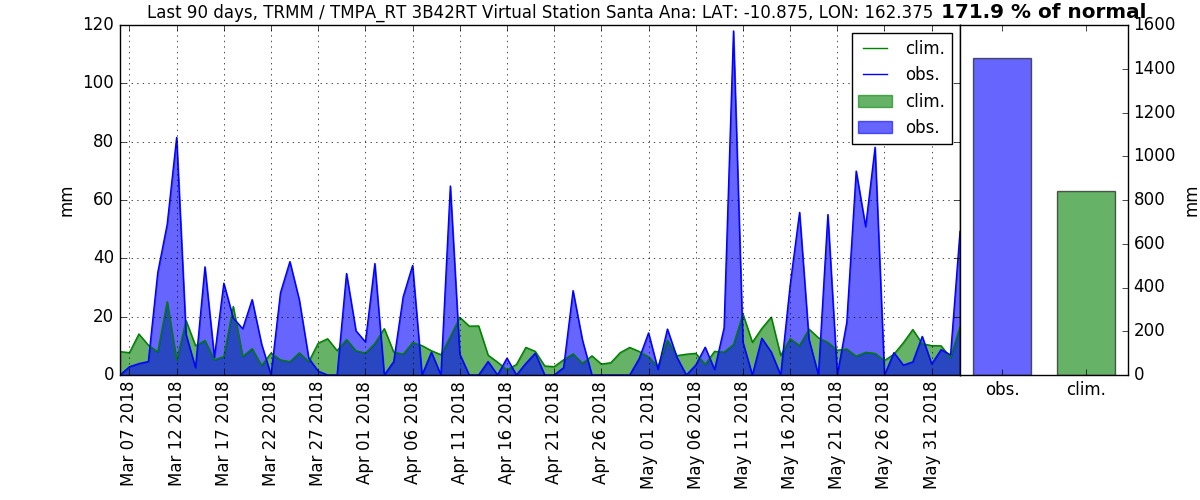 Last 90 days, TRMM / TMPA_RT 3B42RT Virtual Station Santa Ana: LAT: -10.875, LON: 162.375 171.9 % of normal
120
100
80
60
40
20
0
mm
clim.
obs.
clim.
obs.
Mar 07 2018
Mar 12 2018
Mar 17 2018
Mar 22 2018
Mar 27 2018
Apr 01 2018
Apr 06 2018
Apr 11 2018
Apr 16 2018
Apr 21 2018
Apr 26 2018
May 01 2018
May 06 2018
May 11 2018
May 16 2018
May 21 2018
May 26 2018
May 31 2018
1600
1400
1200
1000
800
600
400
200
0
mm
obs.
clim.